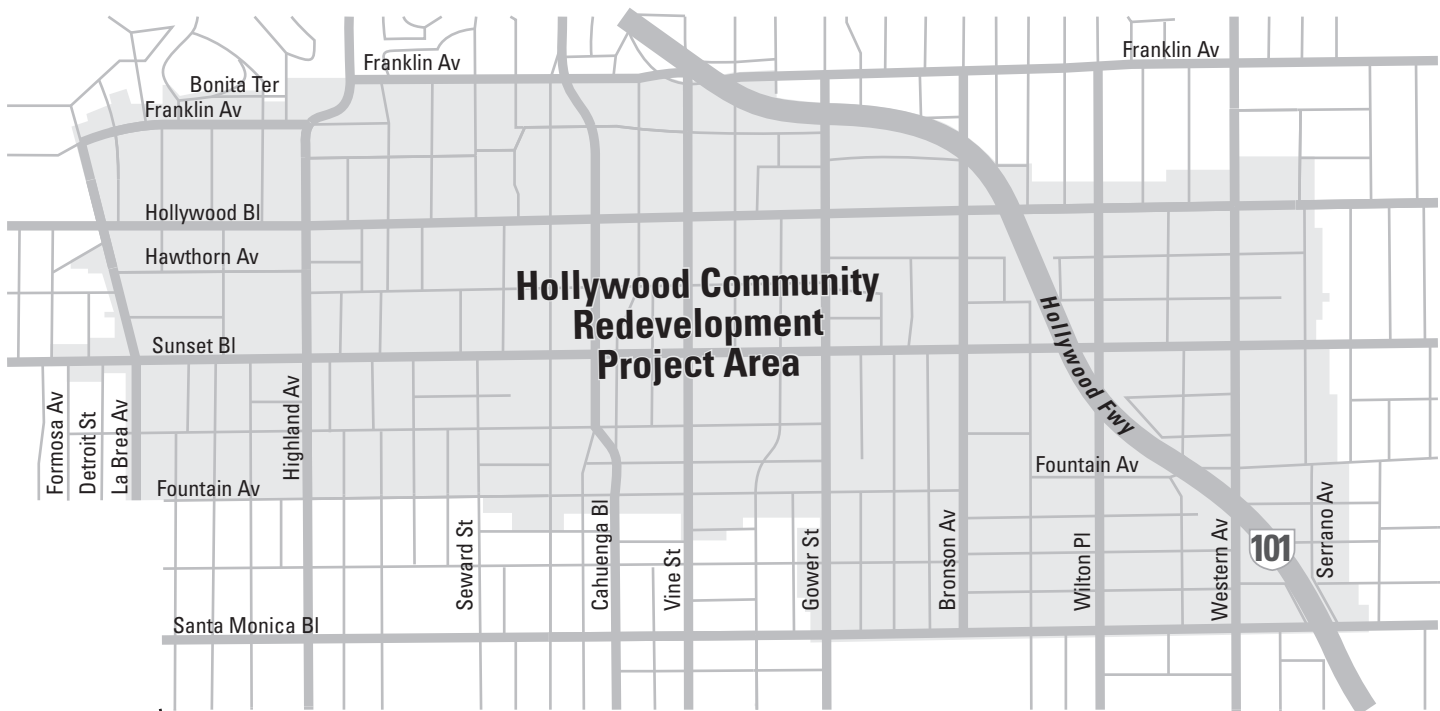 Franklin Av
Franklin Av
Bonita Ter
Franklin Av
Hollywood Bl
Hawthorn Av
Hollywood Community
Redevelopment
Project Area
Hollywood Fwy
Sunset Bl
Formosa Av
Detroit St
La Brea Av
Highland Av
Fountain Av
Fountain Av
Seward St
Cahuenga Bl
Vine St
Gower St
Bronson Av
Wilton Pl
Western Av
101
Serrano Av
Santa Monica Bl